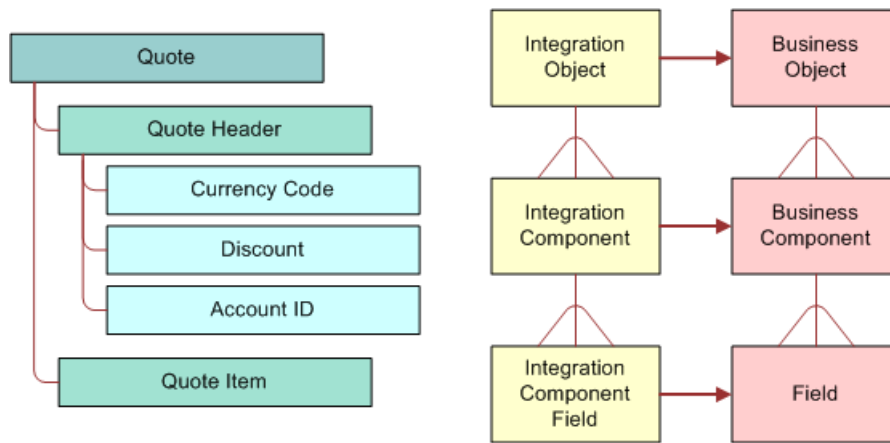 Quote
Quote Header
Currency Code
Discount
Account ID
Quote Item
Integration
Object
Business
Object
Integration
Component
Business
Component
Integration
Component
Field
Field